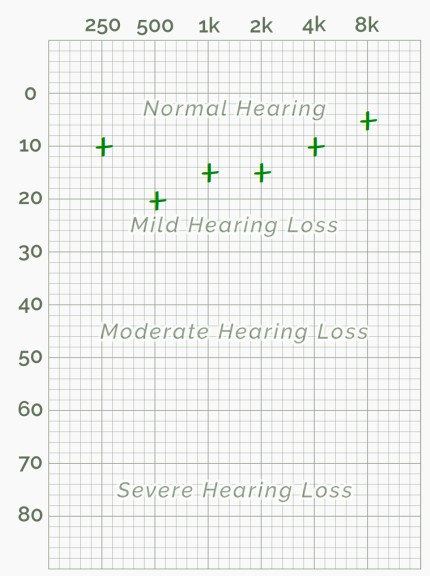 250 500 1k 2k 4k 8k
0
Normal Hearing
10
20
Mild Hearing Loss
30
40
Moderate Hearing Loss
50
60
70
Severe Hearing Loss
80